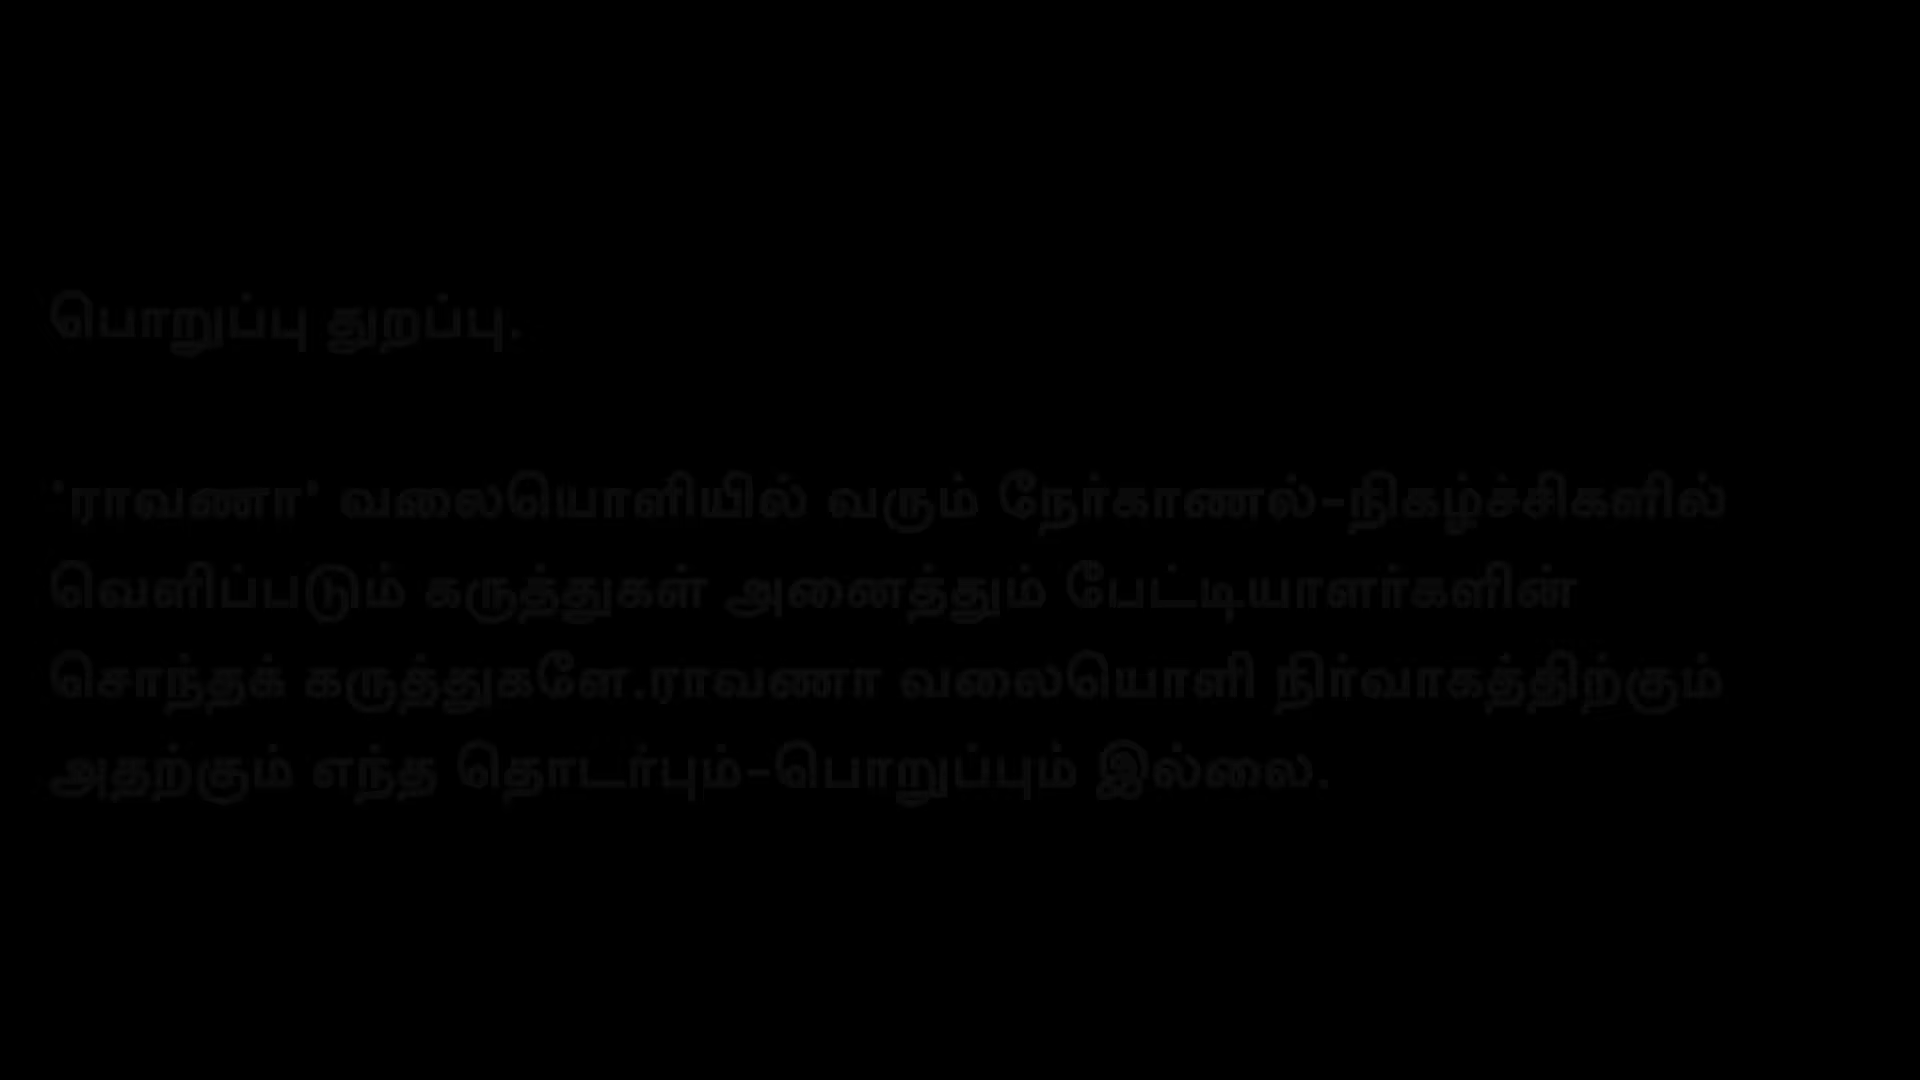 பொறுப்பு துறப்பு.
'ராவணா' வலையொளியில் வரும் நேர்காணல்-நிகழ்ச்சிகளில்
வெளிப்படும் கருத்துகள் அனைத்தும் பேட்டியாளர்களின்
சொந்தக் கருத்துகளே.ராவணா வலையொளி நிர்வாகத்திற்கும்
அதற்கும் எந்த தொடர்பும்-பொறுப்பும் இல்லை.